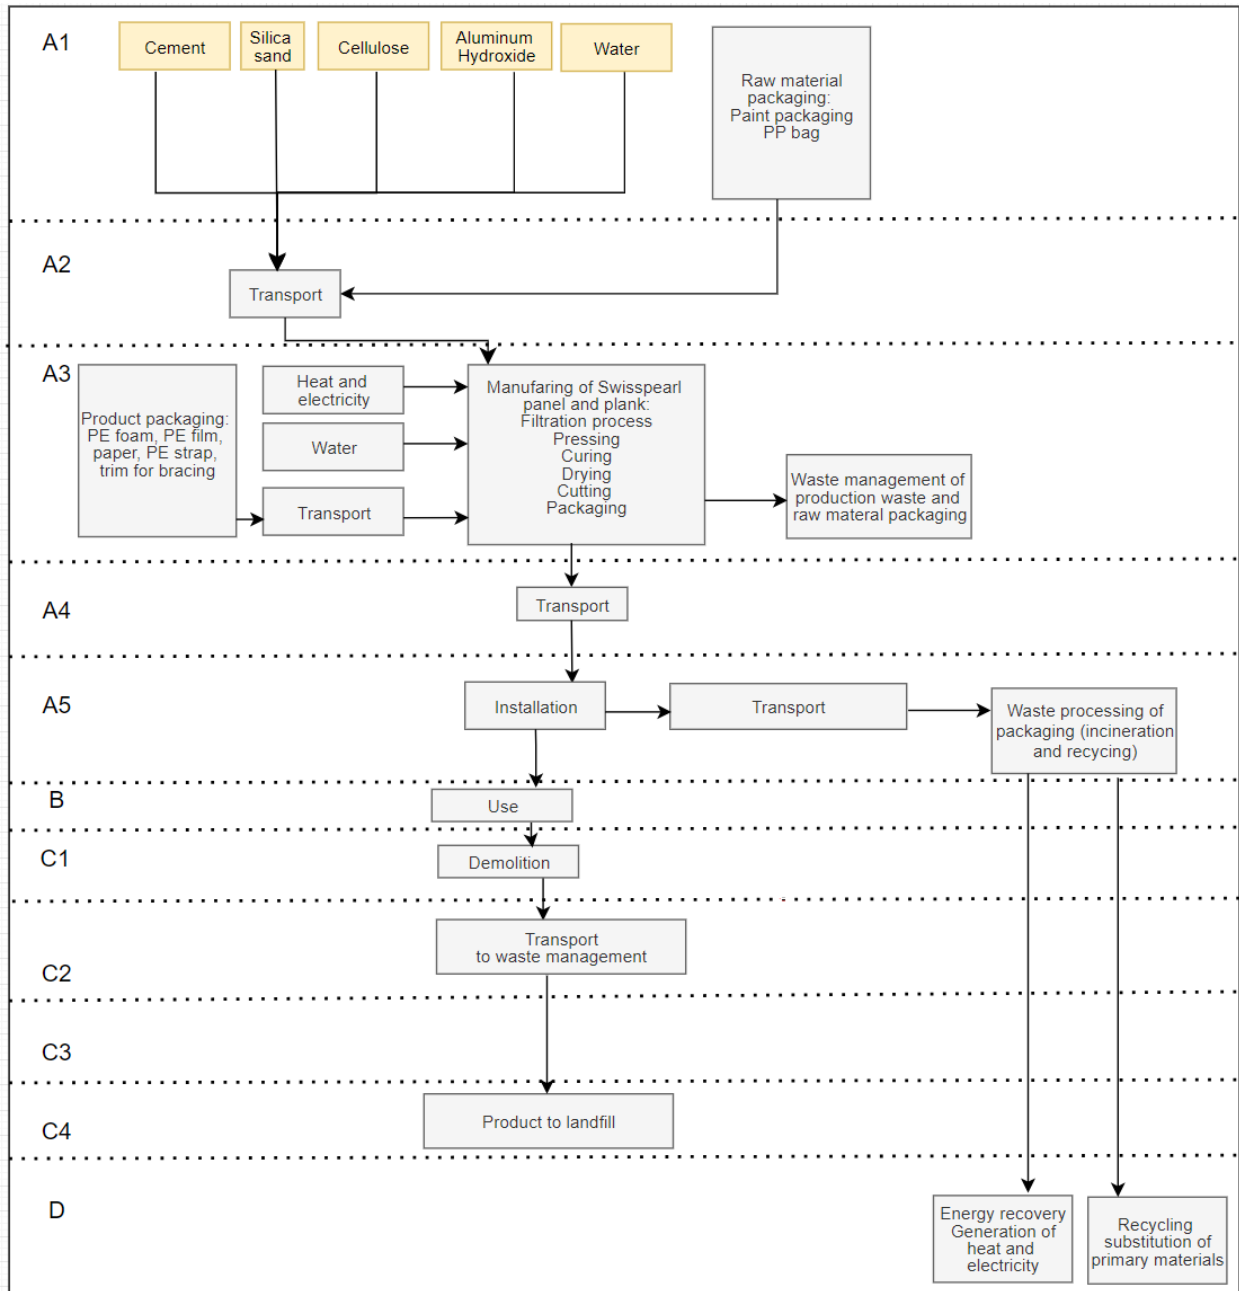 A1
Cement
Silica
sand
Cellulose
Aluminum
Hydroxide
Water
Raw material
packaging:
Paint packaging
PP bag
A2
Transport
A3
Product packaging:
PE foam, PE film,
paper, PE strap,
trim for bracing
Heat and
electricity
Water
Transport
Manufaring of Swisspearl
panel and plank:
Filtration process
Pressing
Curing
Drying
Cutting
Packaging
Waste management of
production waste and
raw materal packaging
A4
Transport
A5
Installation
Transport
Waste processing of
packaging (incineration
and recycing)
B
Use
C1
Demolition
C2
Transport
to waste management
C3
C4
Product to landfill
D
Energy recovery
Generation of
heat and
electricity
Recycling
substitution of
primary materials